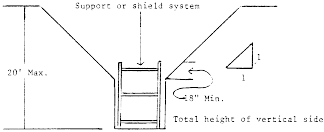 Support or shield system
20" Max.
1
1
18" Min.
Total height of vertical side